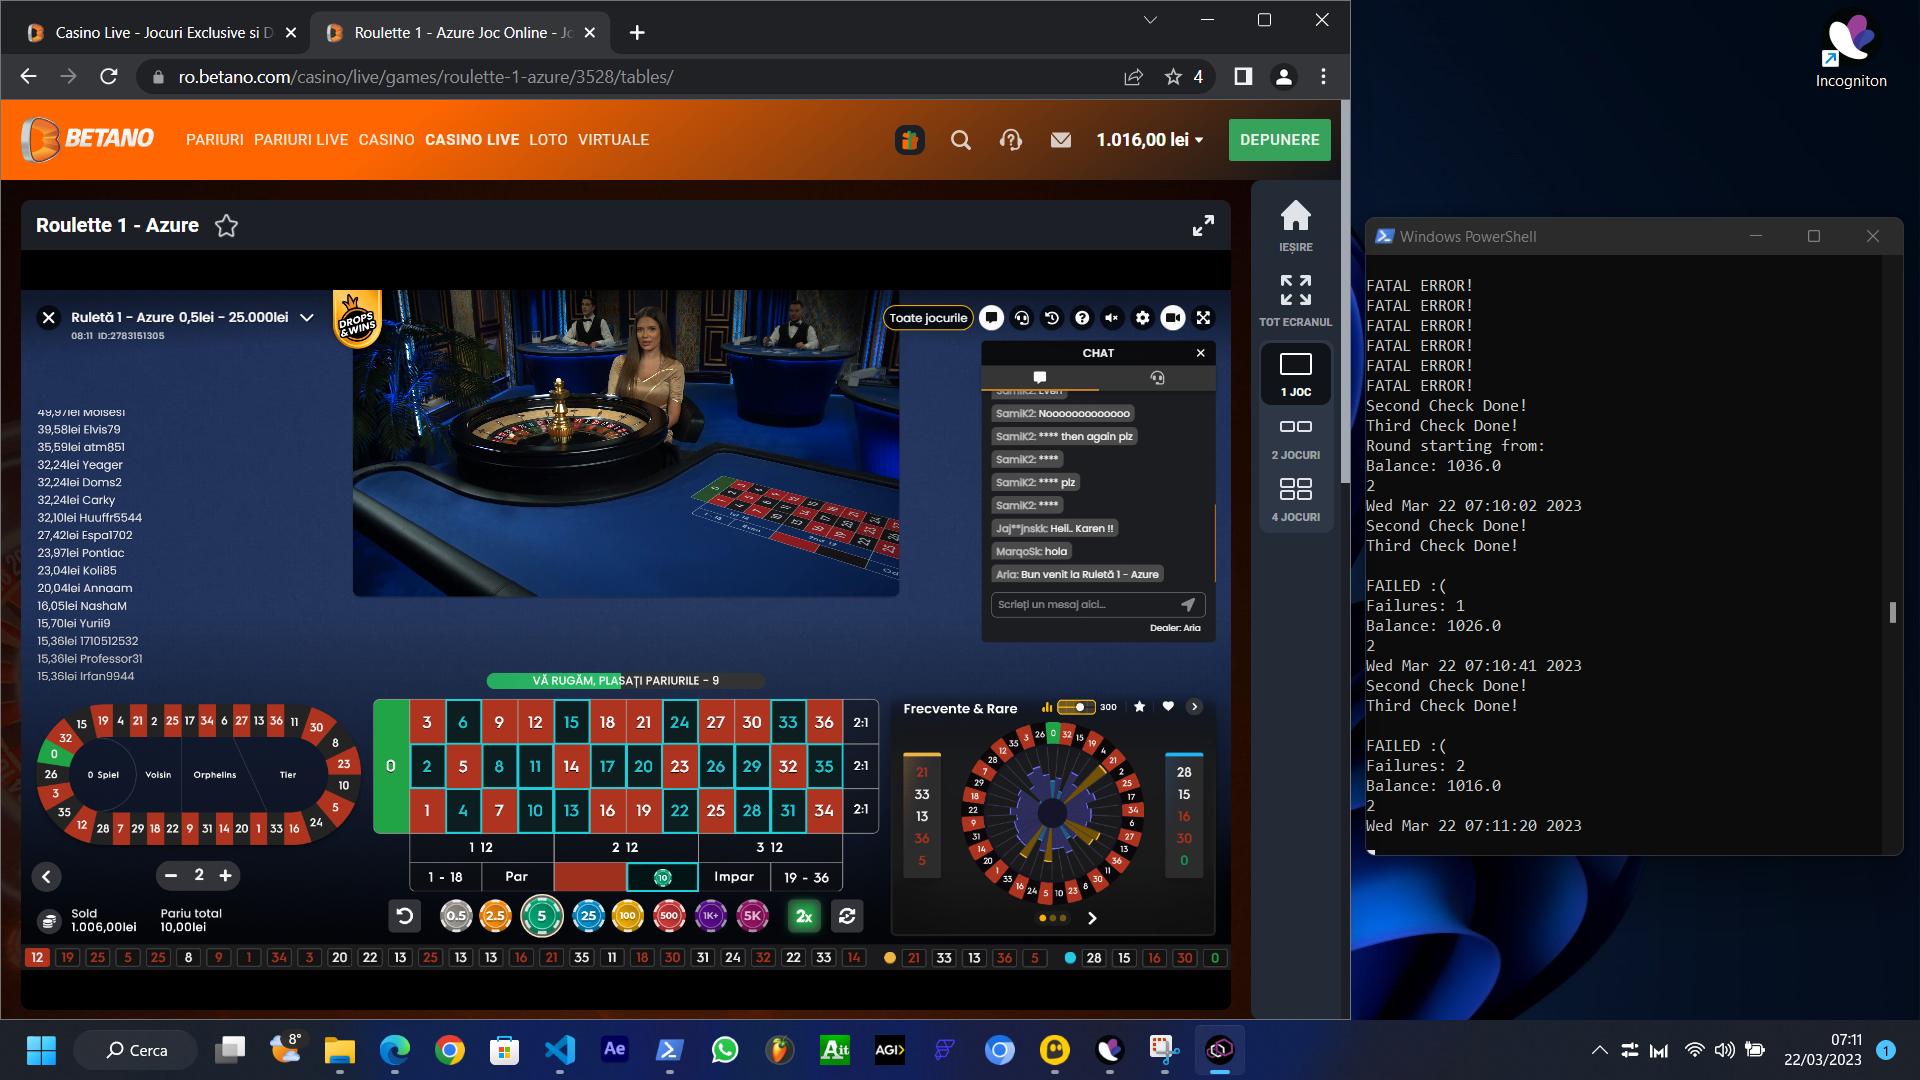 Casino Live - Jocuri Exclusive si D
Roulette 1 - Azure Joc Online - Jo
ro.betano.com/casino/live/games/roulette-1-azure/3528/tables/
4
BETANO
PARIURI PARIURI LIVE CASINO CASINO LIVE LOTO VIRTUALE
1.016,00 lei
DEPUNERE
Roulette 1 - Azure
IEȘIRE
TOT ECRANUL
1 JOC
2 JOCURI
4 JOCURI
Ruletă 1 - Azure 0,5lei - 25.000lei
08:11 ID:2783151305
DROPS & WINS
Toate jocurile
49,97lei Moises1
39,58lei Elvis79
35,59lei atm851
32,24lei Yeager
32,24lei Doms2
32,24lei Carky
32,10lei Huuffr5544
27,42lei Espa1702
23,97lei Pontiac
23,04lei Koli85
20,04lei Annaam
16,05lei NashaM
15,70lei Yurii9
15,36lei 1710512532
15,36lei Professor31
15,36lei Irfan9944
CHAT
SamiK2: Even
SamiK2: Nooooooooooooo
SamiK2: **** then again plz
SamiK2: ****
SamiK2: **** plz
SamiK2: ****
Jaj**jnskk: Heii.. Karen !!
MarqoSk: hola
Aria: Bun venit la Ruletă 1 - Azure
Scrieți un mesaj aici...
Dealer: Aria
VĂ RUGĂM, PLASAȚI PARIURILE - 9
15 19 4 21 2 25 17 34 6 27 13 36 11 30
32 8
0 23
26 10
3 5
35 24
12 28 7 29 18 22 9 31 14 20 1 33 16
0 Spiel Voisin Orphelins Tier
3 6 9 12 15 18 21 24 27 30 33 36 2:1
0 2 5 8 11 14 17 20 23 26 29 32 35 2:1
1 4 7 10 13 16 19 22 25 28 31 34 2:1
1 12 2 12 3 12
1 - 18 Par 10 Impar 19 - 36
2
Sold
1.006,00lei
Pariu total
10,00lei
0.5 2.5 5 25 100 500 1K+ 5K 2x
Frecvente & Rare
300
21
33
13
36
5
28
15
16
30
0
12 19 25 5 25 8 9 1 34 3 20 22 13 25 13 13 16 21 35 11 18 30 31 24 32 22 33 14
21 33 13 36 5 28 15 16 30 0
Incogniton
Windows PowerShell
FATAL ERROR!
FATAL ERROR!
FATAL ERROR!
FATAL ERROR!
FATAL ERROR!
FATAL ERROR!
Second Check Done!
Third Check Done!
Round starting from:
Balance: 1036.0
2
Wed Mar 22 07:10:02 2023
Second Check Done!
Third Check Done!
FAILED :(
Failures: 1
Balance: 1026.0
2
Wed Mar 22 07:10:41 2023
Second Check Done!
Third Check Done!
FAILED :(
Failures: 2
Balance: 1016.0
2
Wed Mar 22 07:11:20 2023
Cerca
8°
Ae
Ait
AGI>
07:11
22/03/2023
1